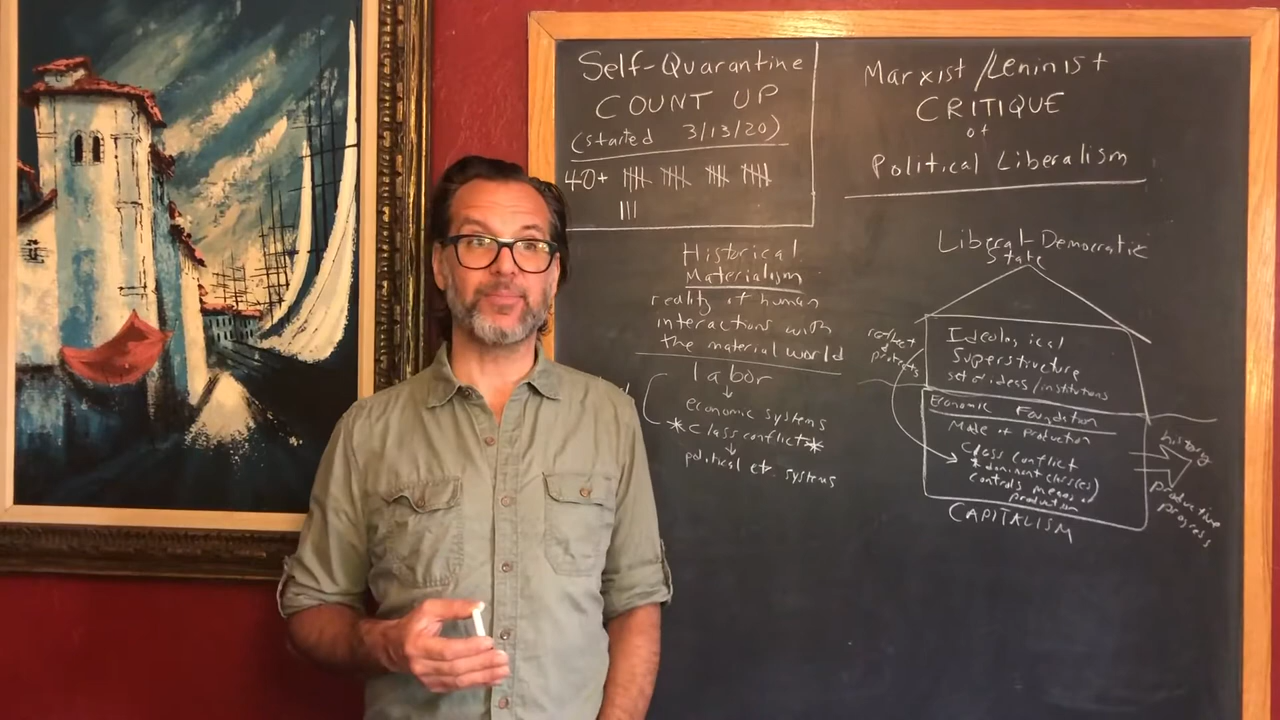 Self-Quarantine
COUNT UP
(started 3/13/20)
40+
Marxist/Leninist
CRITIQUE
of
Political Liberalism
Historical
Materialism
reality of human
interactions with
the material world
labor
economic systems
*class conflicts*
political etc. systems
Liberal-Democratic
State
reflect
&
protects
Ideological
Superstructure
set of ideas/institutions
Economic Foundation
Mode of Production
Class Conflict
*dominant class(es)
controls means of
production
CAPITALISM
history
productive
progress